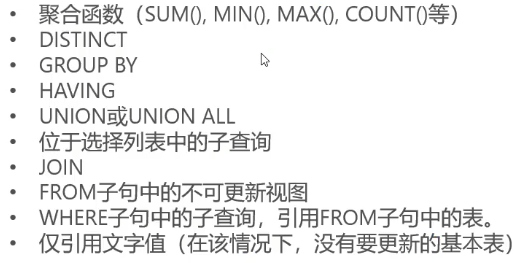 • 聚合函数（SUM(), MIN(), MAX(), COUNT()等）
• DISTINCT
• GROUP BY
• HAVING
• UNION或UNION ALL
• 位于选择列表中的子查询
• JOIN
• FROM子句中的不可更新视图
• WHERE子句中的子查询，引用FROM子句中的表。
• 仅引用文字值（在该情况下，没有要更新的基本表）